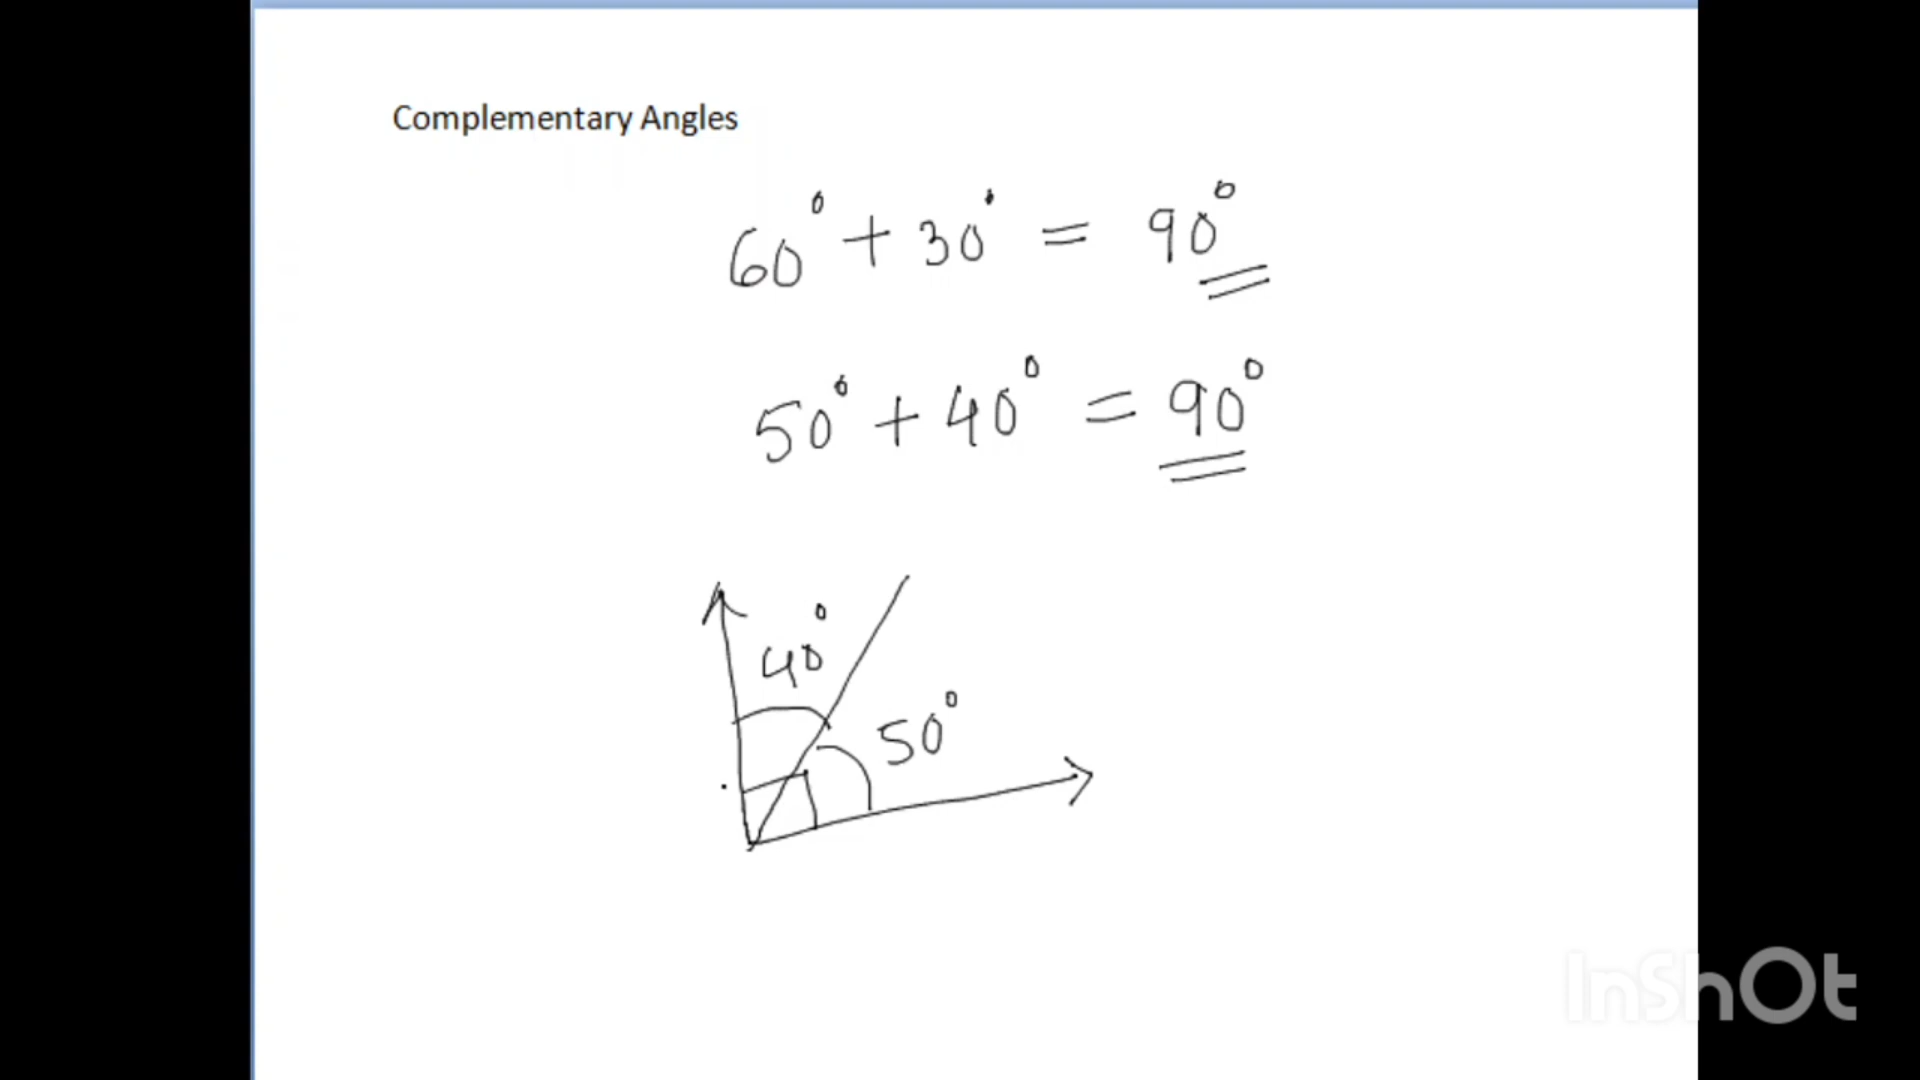 Complementary Angles
60° + 30° = 90°
50° + 40° = 90°
40°
50°
InShOt